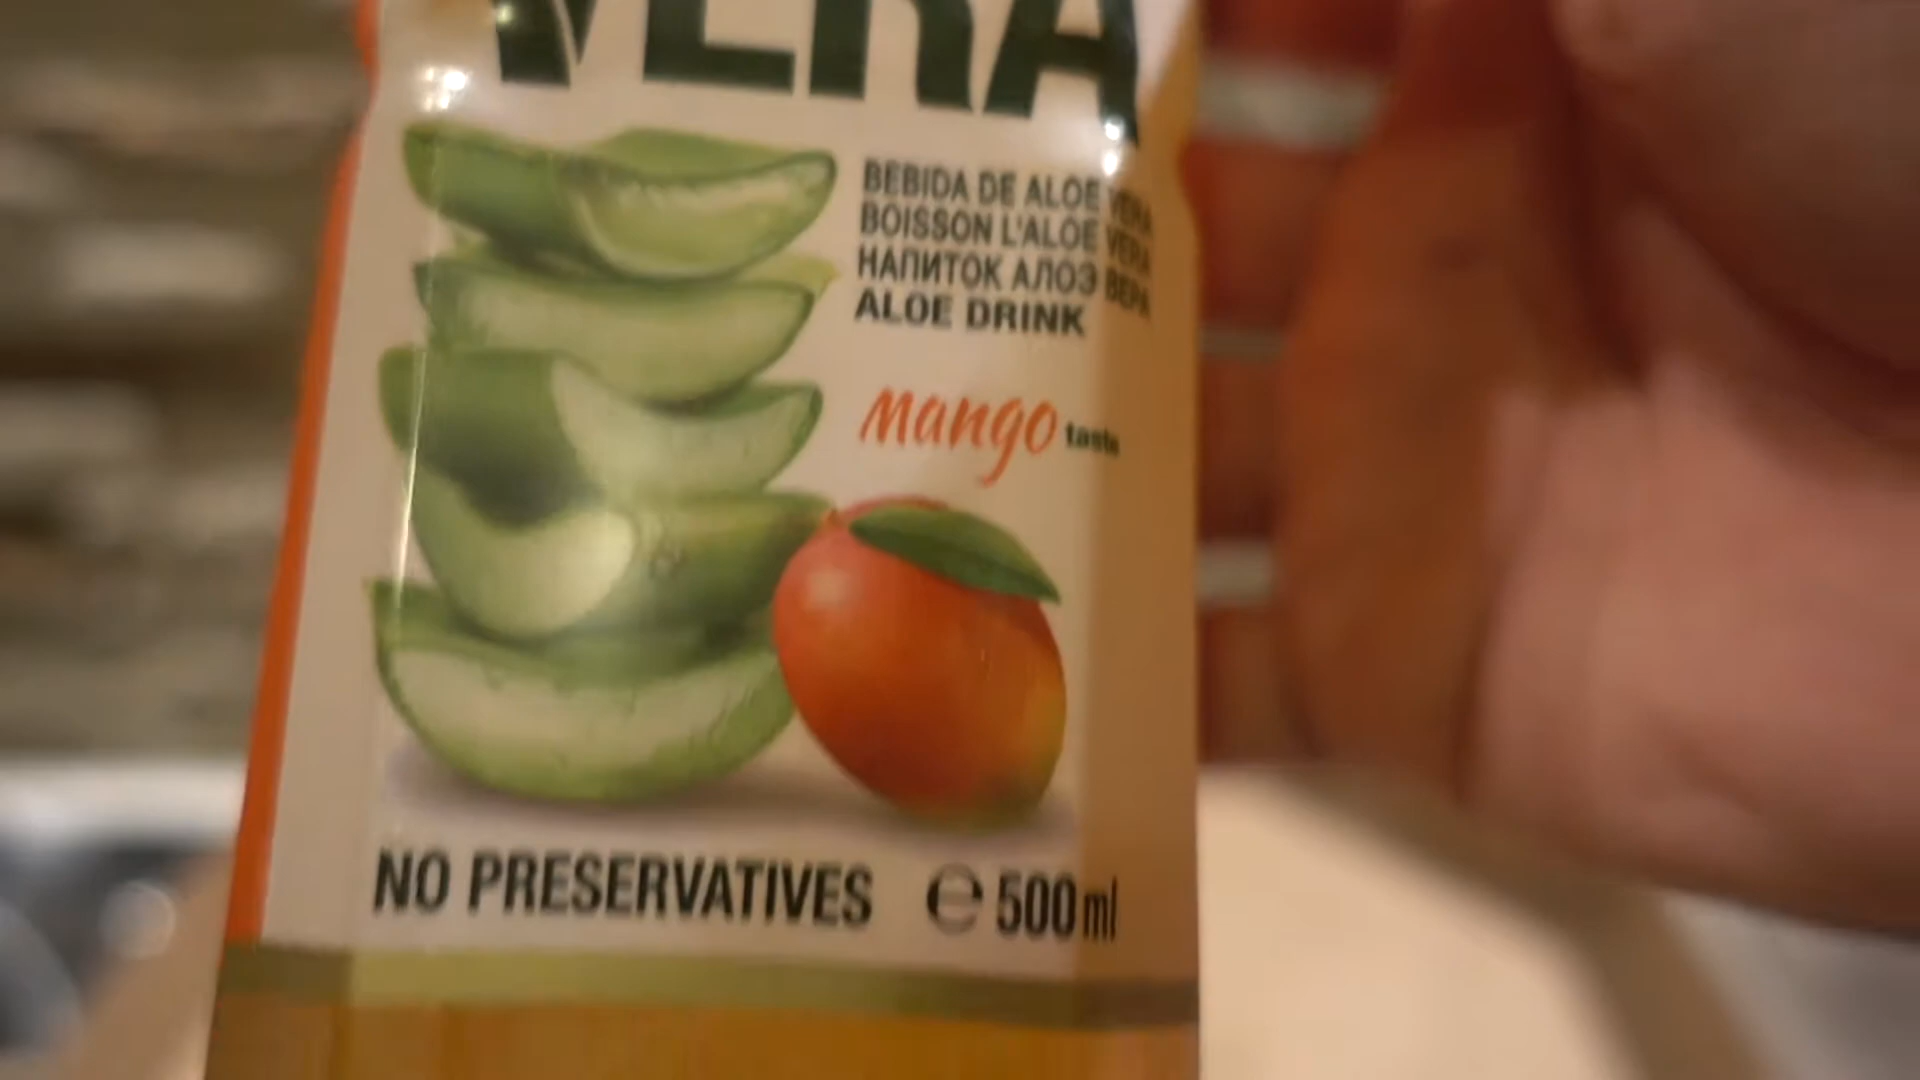 VERA
BEBIDA DE ALOE VERA
BOISSON L'ALOE VERA
НАПИТОК АЛОЭ ВЕРА
ALOE DRINK
mango taste
NO PRESERVATIVES ℮ 500 ml